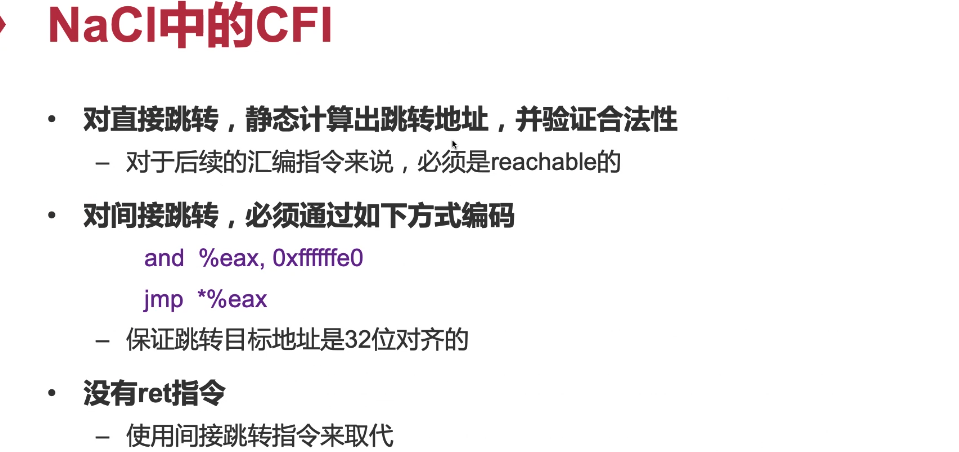 NaCl中的CFI
• 对直接跳转，静态计算出跳转地址，并验证合法性
– 对于后续的汇编指令来说，必须是reachable的
• 对间接跳转，必须通过如下方式编码
and %eax, 0xffffffe0
jmp *%eax
– 保证跳转目标地址是32位对齐的
• 没有ret指令
– 使用间接跳转指令来取代